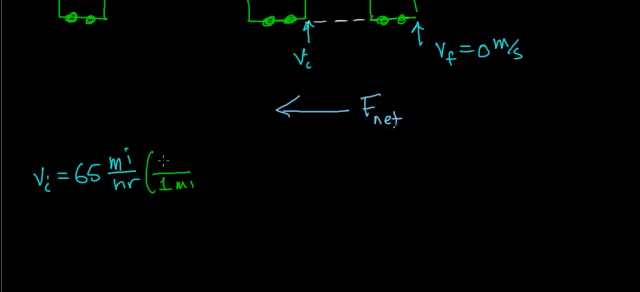 v_i
v_f = 0 m/s
F_net
v_i = 65 mi/hr ( /1 mi